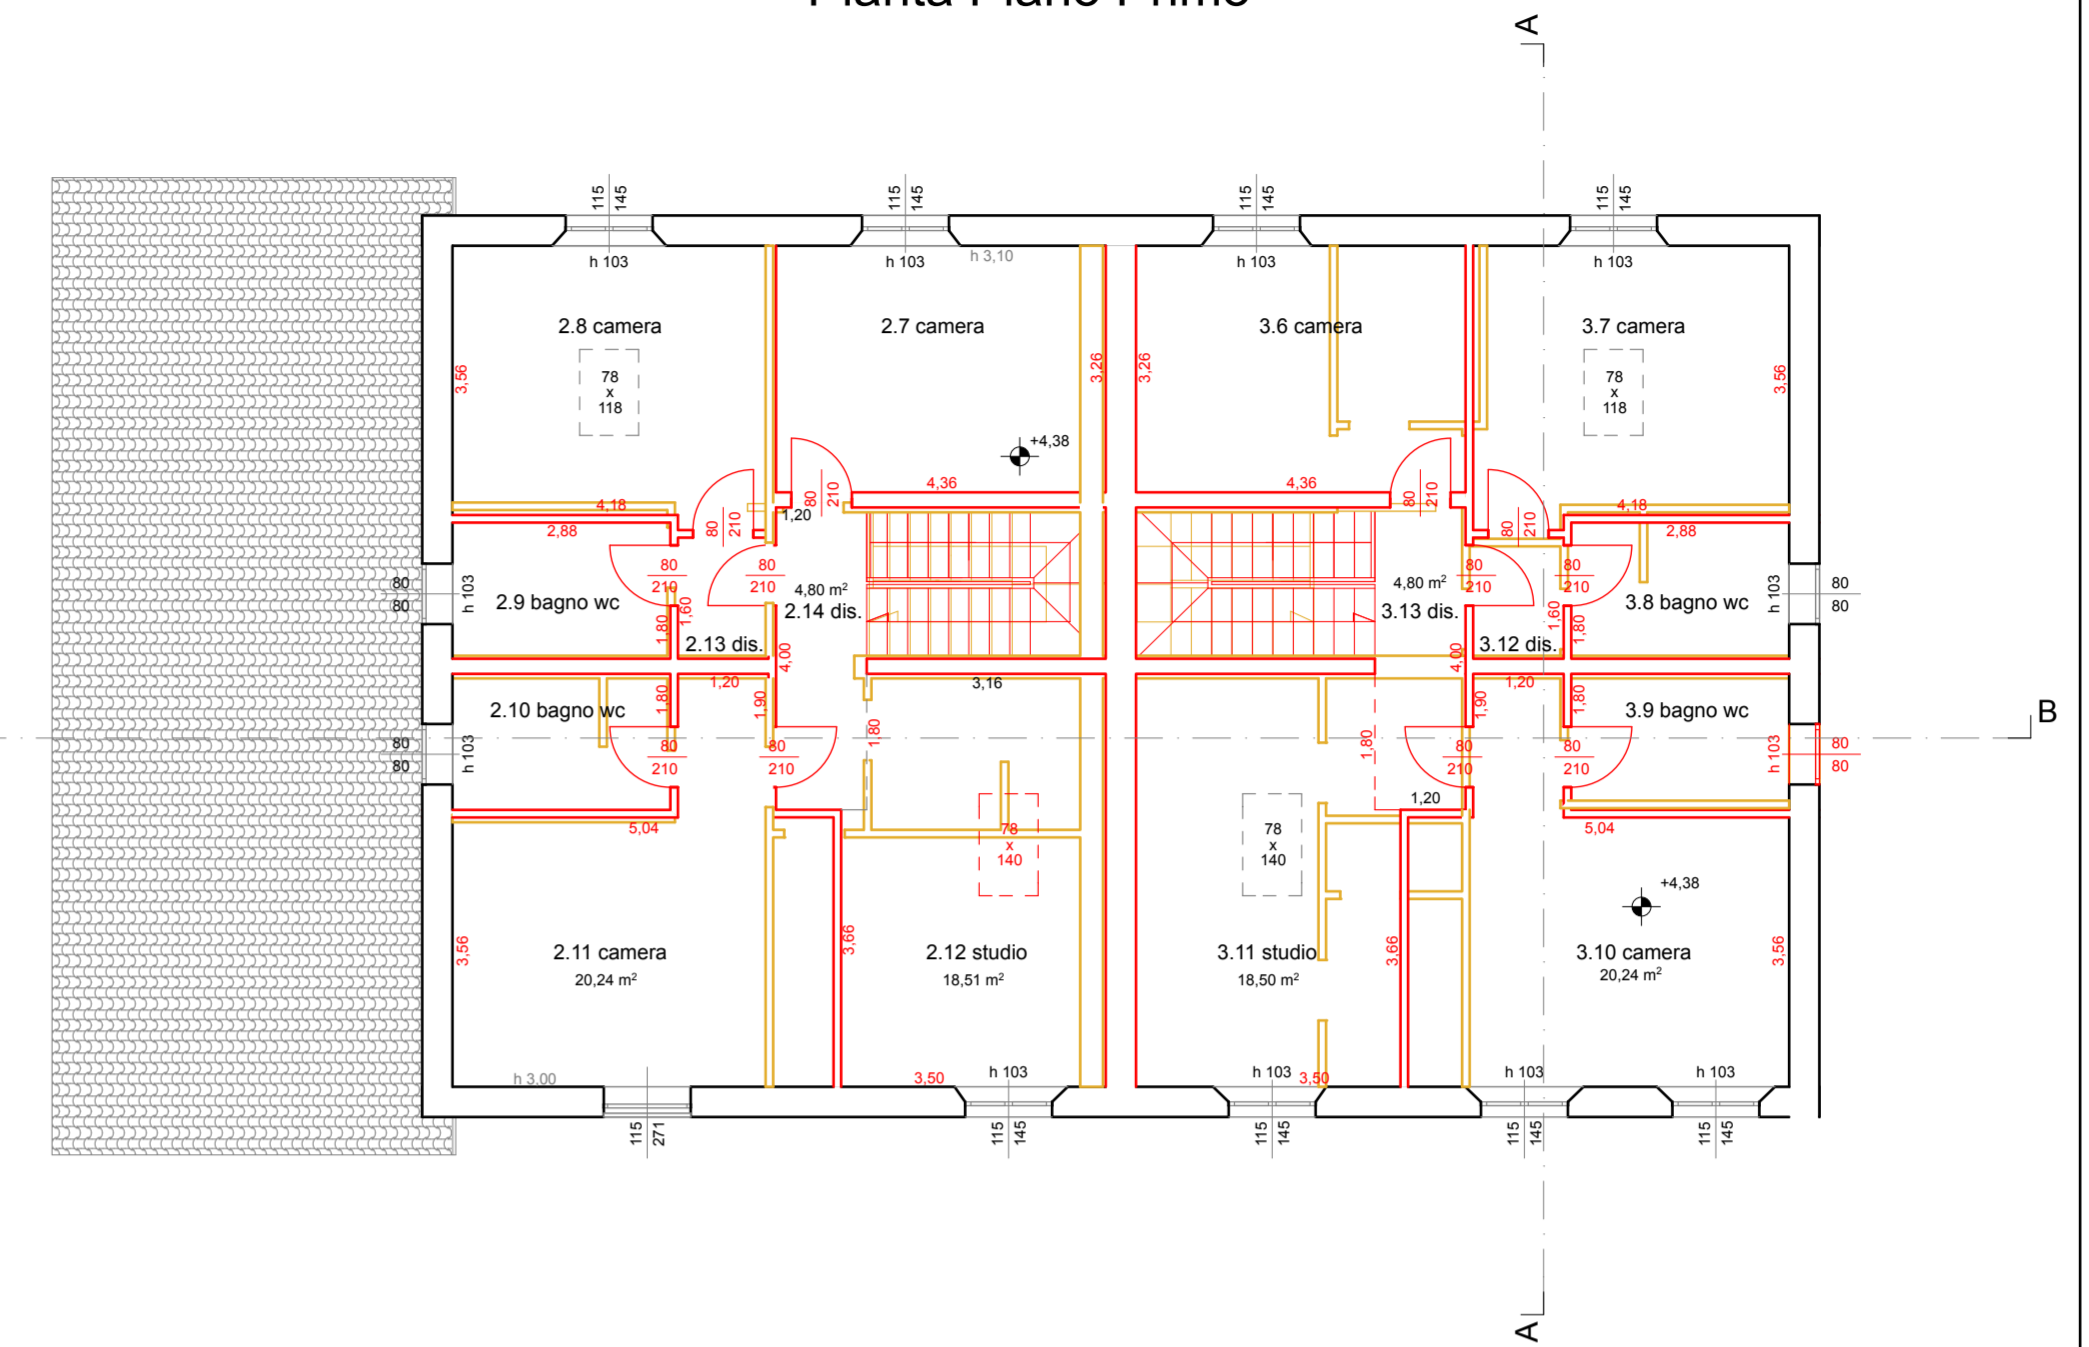 Pianta Piano Primo
A
115
145
115
145
115
145
115
145
h 103
h 103
h 3,10
h 103
h 103
2.8 camera
2.7 camera
3.6 camera
3.7 camera
78
x
118
78
x
118
3,56
3,26
3,26
3,56
+4,38
4,18
4,36
4,36
4,18
80
210
80
210
1,20
80
210
80
210
2,88
2,88
80
80
h 103
80
210
80
210
80
210
80
210
h 103
80
80
2.9 bagno wc
4,80 m²
2.14 dis.
4,80 m²
3.13 dis.
3.8 bagno wc
1,80
1,60
2.13 dis.
4,00
4,00
3.12 dis.
1,60
1,80
1,20
3,16
1,20
2.10 bagno wc
1,80
1,90
1,80
1,80
1,90
1,80
3.9 bagno wc
B
80
80
h 103
80
210
80
210
80
210
80
210
h 103
80
80
1,20
5,04
78
x
140
78
x
140
5,04
+4,38
3,56
2.11 camera
20,24 m²
3,66
2.12 studio
18,51 m²
3.11 studio
18,50 m²
3,66
3.10 camera
20,24 m²
3,56
h 3,00
3,50
h 103
h 103
3,50
h 103
h 103
115
271
115
145
115
145
115
145
115
145
A